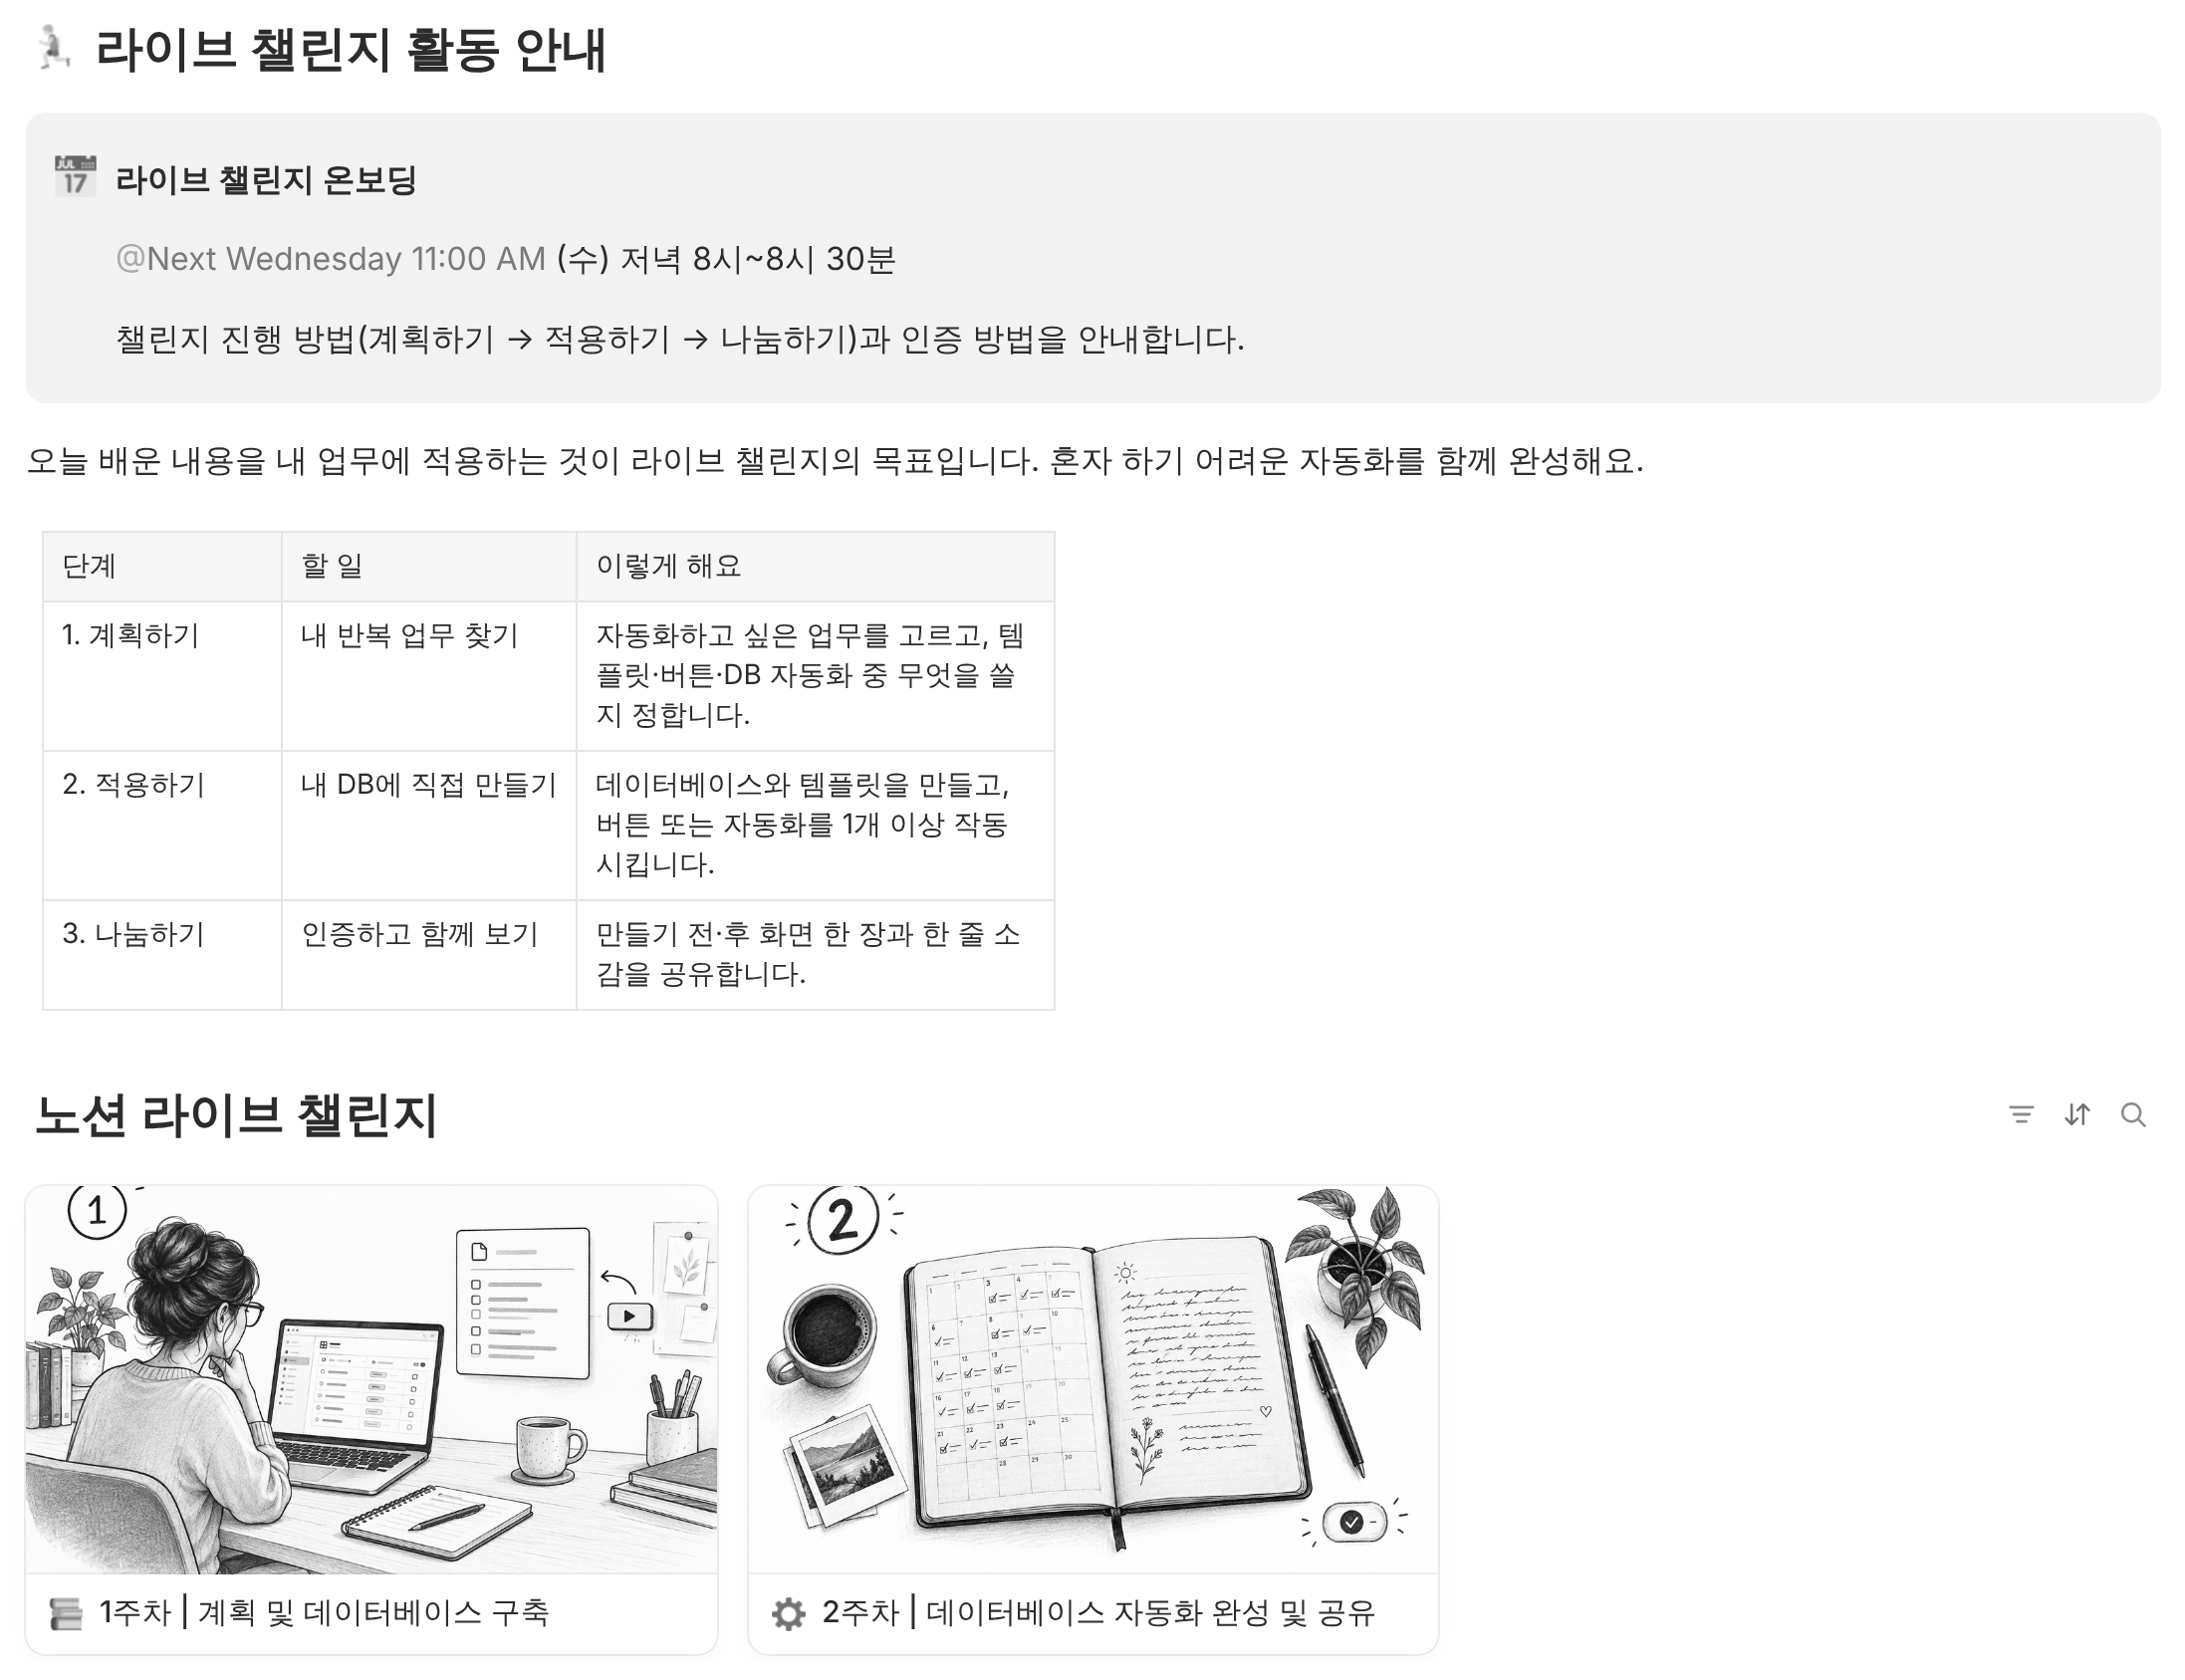 라이브 챌린지 활동 안내
JUL
17
라이브 챌린지 온보딩
@Next Wednesday 11:00 AM (수) 저녁 8시~8시 30분
챌린지 진행 방법(계획하기 → 적용하기 → 나눔하기)과 인증 방법을 안내합니다.
오늘 배운 내용을 내 업무에 적용하는 것이 라이브 챌린지의 목표입니다. 혼자 하기 어려운 자동화를 함께 완성해요.
단계
할 일
이렇게 해요
1. 계획하기
내 반복 업무 찾기
자동화하고 싶은 업무를 고르고, 템
플릿·버튼·DB 자동화 중 무엇을 쓸
지 정합니다.
2. 적용하기
내 DB에 직접 만들기
데이터베이스와 템플릿을 만들고,
버튼 또는 자동화를 1개 이상 작동
시킵니다.
3. 나눔하기
인증하고 함께 보기
만들기 전·후 화면 한 장과 한 줄 소
감을 공유합니다.
노션 라이브 챌린지
1
2
1주차 | 계획 및 데이터베이스 구축
2주차 | 데이터베이스 자동화 완성 및 공유